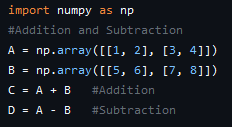 import numpy as np
#Addition and Subtraction
A = np.array([[1, 2], [3, 4]])
B = np.array([[5, 6], [7, 8]])
C = A + B   #Addition
D = A - B   #Subtraction